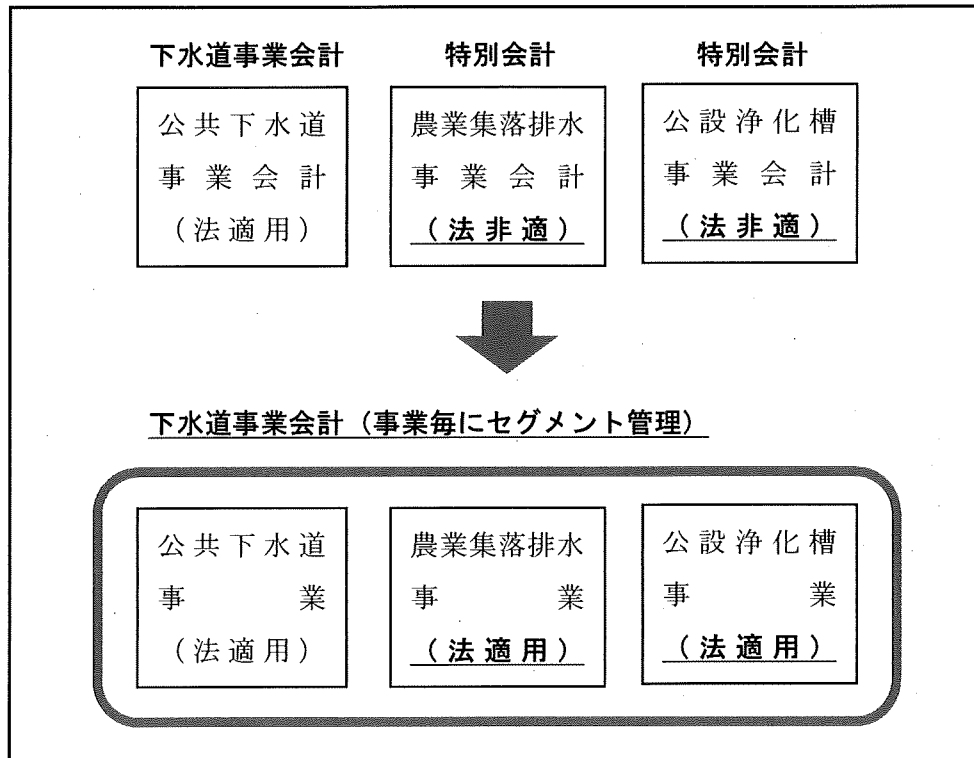 下水道事業会計
特別会計
特別会計
公共下水道
事業会計
（法適用）
農業集落排水
事業会計
（法非適）
公設浄化槽
事業会計
（法非適）
下水道事業会計（事業毎にセグメント管理）
公共下水道
事業
（法適用）
農業集落排水
事業
（法適用）
公設浄化槽
事業
（法適用）